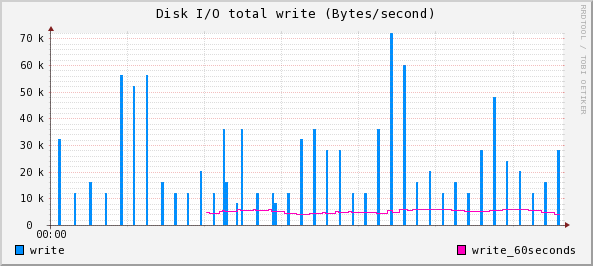 Disk I/O total write (Bytes/second)
RRDTOOL / TOBI OETIKER
70 k
60 k
50 k
40 k
30 k
20 k
10 k
0
00:00
write
write_60seconds